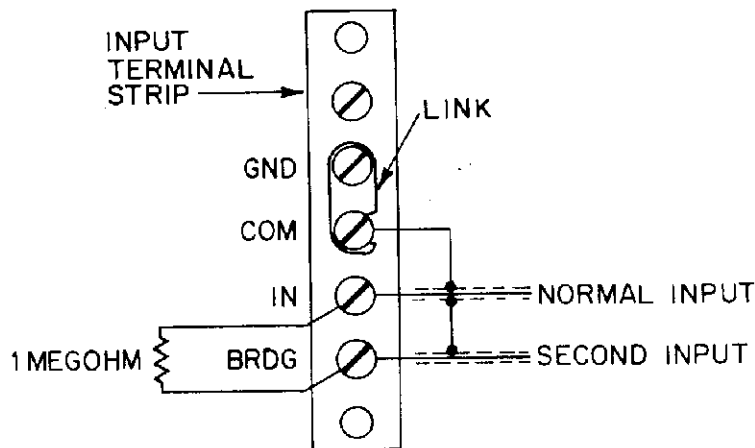 INPUT
TERMINAL
STRIP
LINK
GND
COM
IN
NORMAL INPUT
1 MEGOHM
BRDG
SECOND INPUT